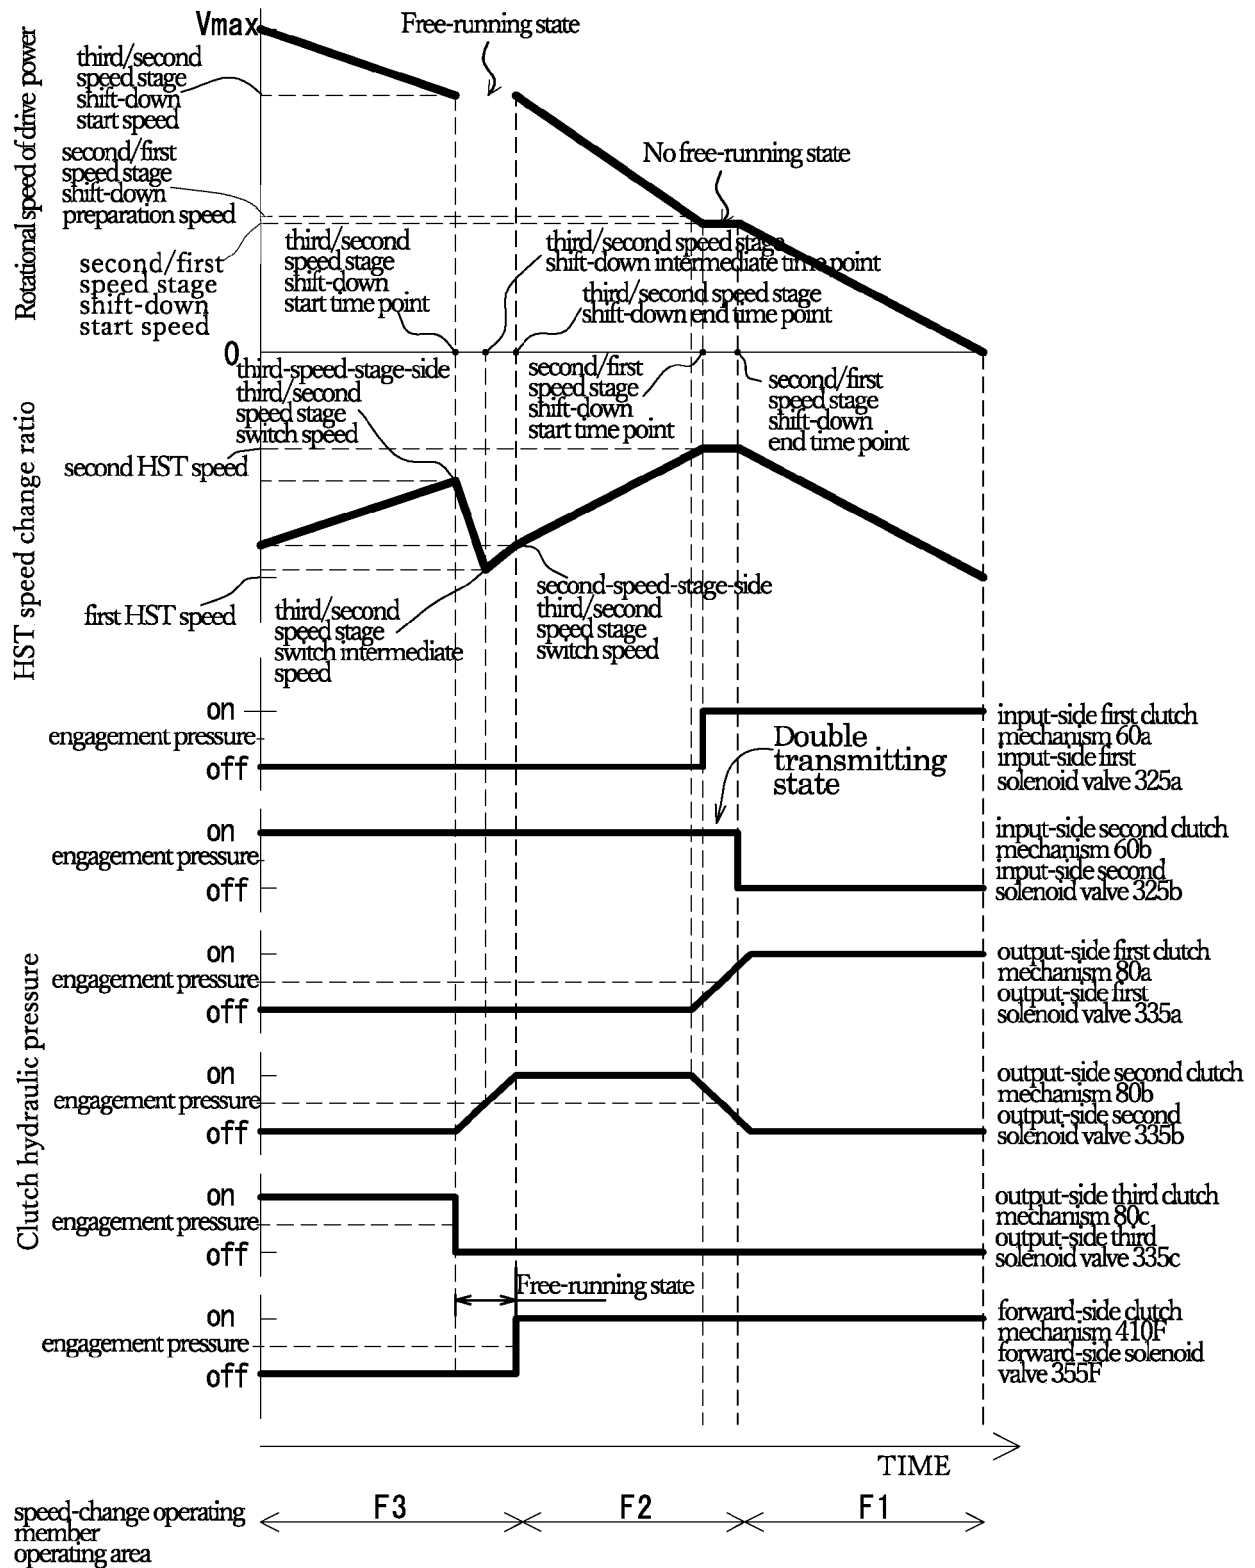 Vmax
Free-running state
third/second
speed stage
shift-down
start speed
second/first
speed stage
shift-down
preparation speed
second/first
speed stage
shift-down
start speed
Rotational speed of drive power
No free-running state
third/second
speed stage
shift-down
start time point
third/second speed stage
shift-down intermediate time point
third/second speed stage
shift-down end time point
0
third-speed-stage-side
third/second
speed stage
switch speed
second/first
speed stage
shift-down
start time point
second/first
speed stage
shift-down
end time point
HST speed change ratio
second HST speed
first HST speed
third/second
speed stage
switch intermediate
speed
second-speed-stage-side
third/second
speed stage
switch speed
Clutch hydraulic pressure
on
engagement pressure
off
Double
transmitting
state
input-side first clutch
mechanism 60a
input-side first
solenoid valve 325a
on
engagement pressure
off
input-side second clutch
mechanism 60b
input-side second
solenoid valve 325b
on
engagement pressure
off
output-side first clutch
mechanism 80a
output-side first
solenoid valve 335a
on
engagement pressure
off
output-side second clutch
mechanism 80b
output-side second
solenoid valve 335b
on
engagement pressure
off
output-side third clutch
mechanism 80c
output-side third
solenoid valve 335c
Free-running state
on
engagement pressure
off
forward-side clutch
mechanism 410F
forward-side solenoid
valve 355F
TIME
speed-change operating
member
operating area
F3
F2
F1